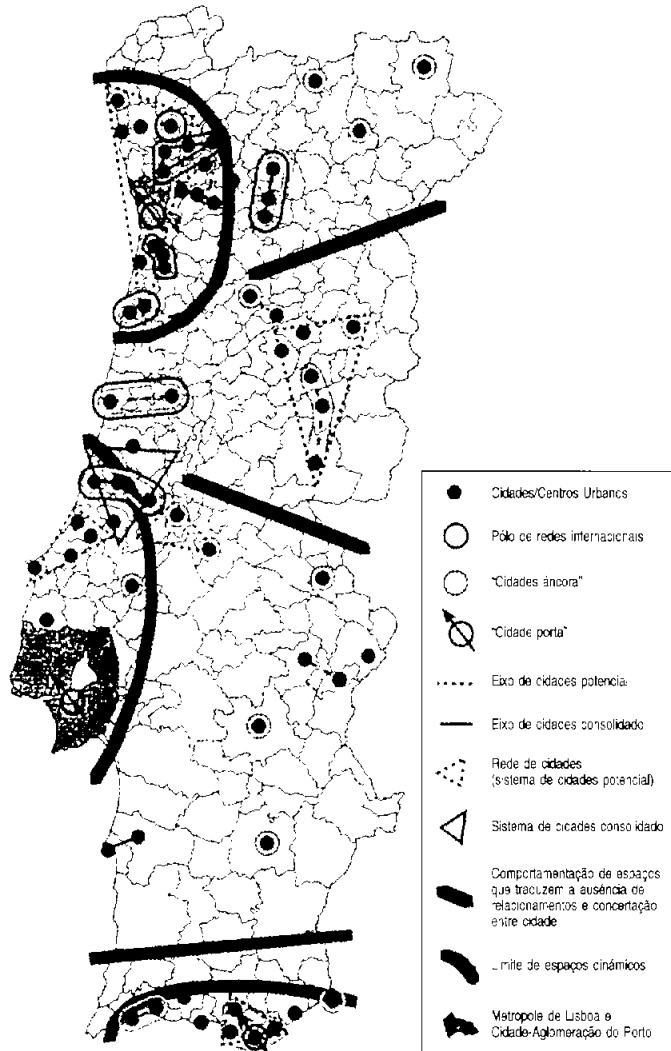 Cidades/Centros Urbanos
Pólo de redes internacionais
"Cidades âncora"
"Cidade porta"
Eixo de cidades potencial
Eixo de cidades consolidado
Rede de cidades
(sistema de cidades potencial)
Sistema de cidades consolidado
Comportamentação de espaços
que traduzem a ausência de
relacionamentos e concertação
entre cidade
Limite de espaços dinámicos
Metropole de Lisboa e
Cidade-Aglomeração do Porto